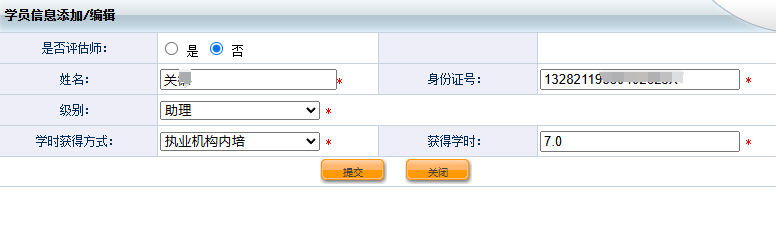 学员信息添加/编辑
是否评估师： 是 否
姓名： 关 * 身份证号： *
级别： 助理 *
学时获得方式： 执业机构内培 * 获得学时： 7.0 *
提交 关闭